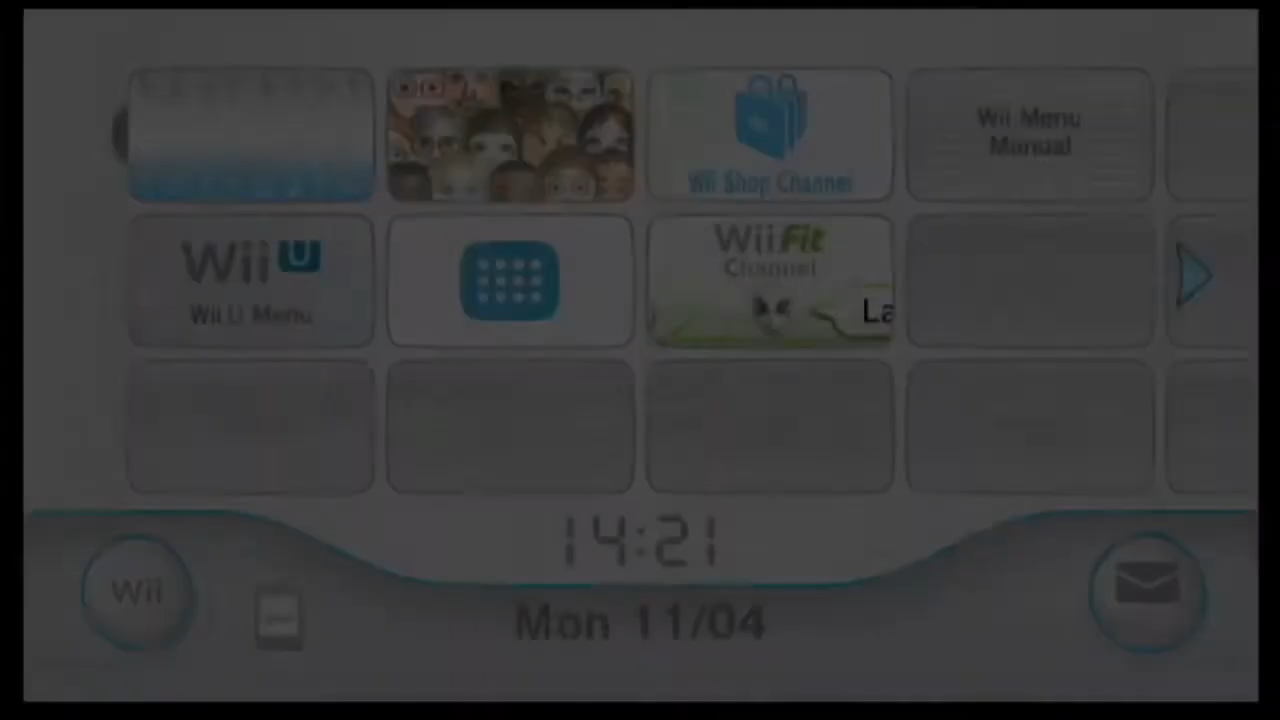 Wii Shop Channel
Wii Menu
Manual
Wii U
Wii U Menu
Wii Fit
Channel
La
14:21
Wii
Mon 11/04